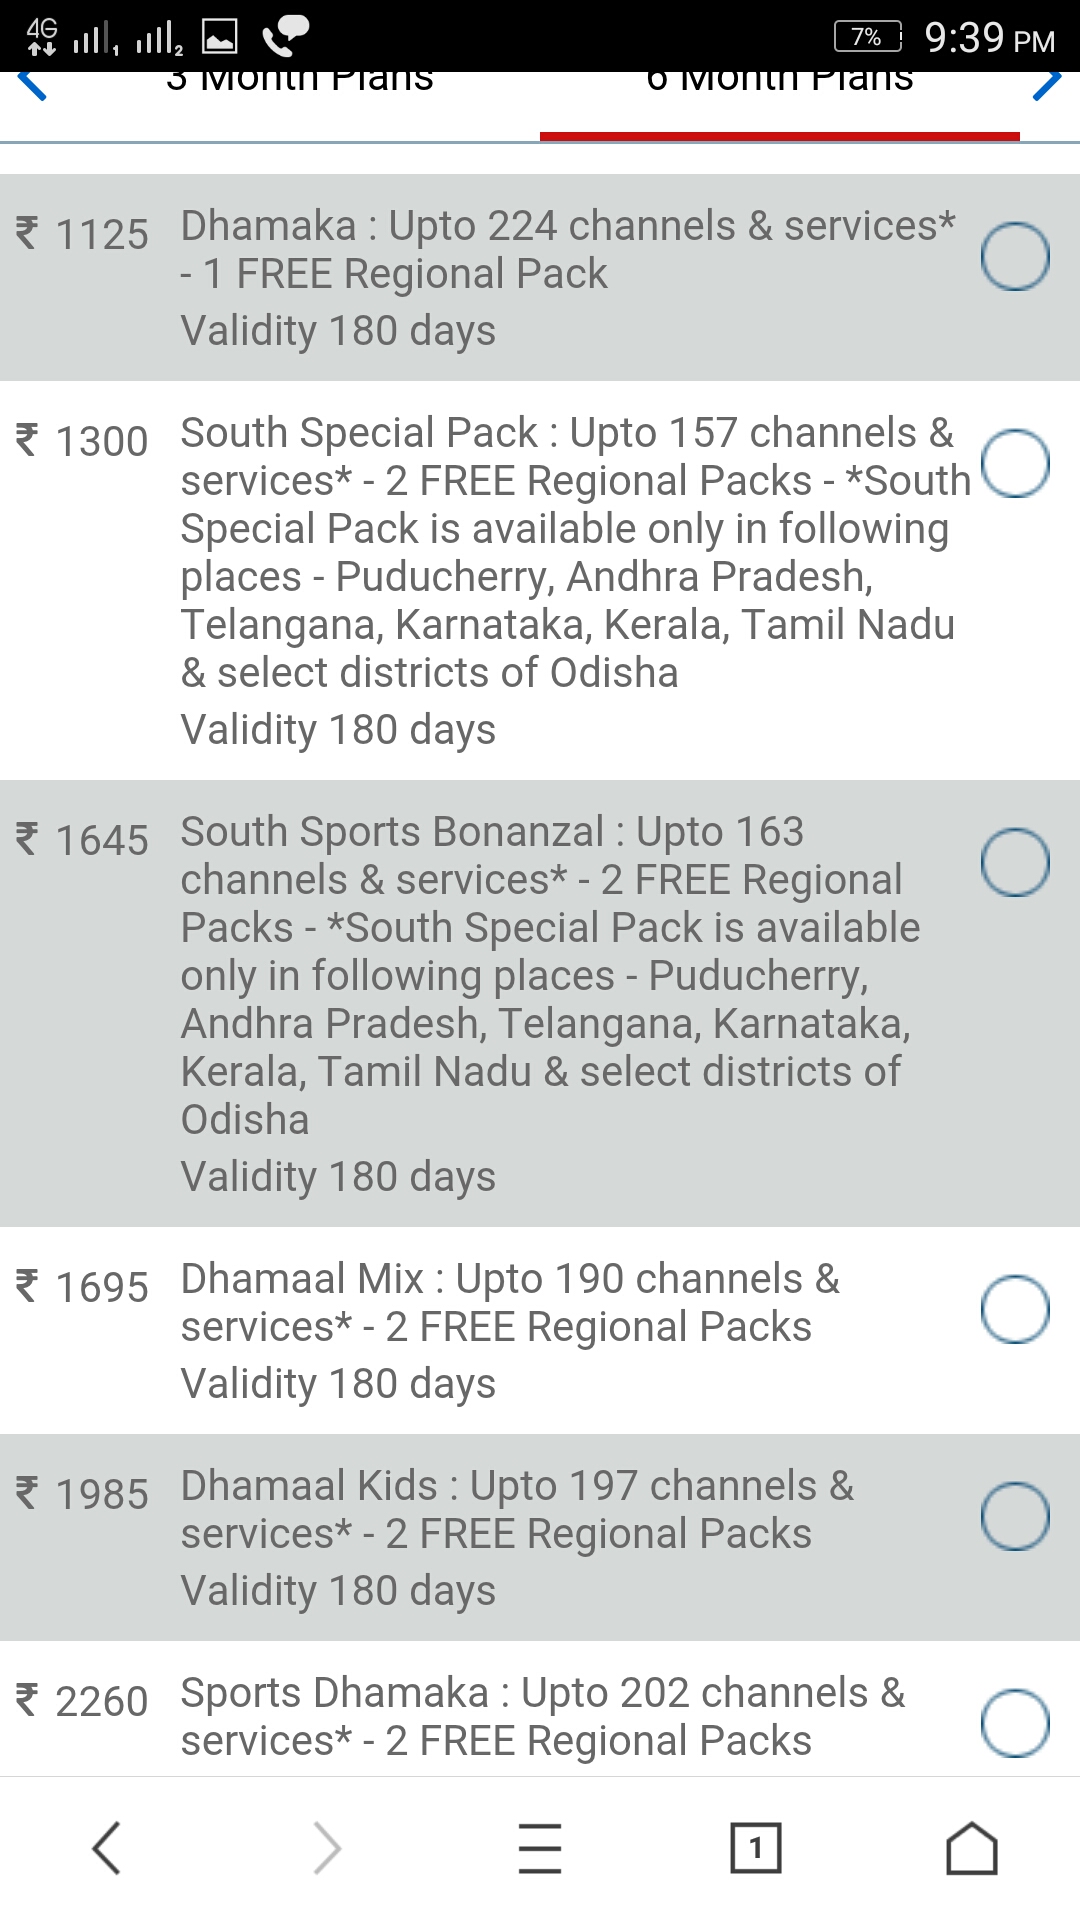 4G 1 2 7% 9:39 PM
3 Month Plans 6 Month Plans
₹ 1125 Dhamaka : Upto 224 channels & services*
- 1 FREE Regional Pack
Validity 180 days
₹ 1300 South Special Pack : Upto 157 channels &
services* - 2 FREE Regional Packs - *South
Special Pack is available only in following
places - Puducherry, Andhra Pradesh,
Telangana, Karnataka, Kerala, Tamil Nadu
& select districts of Odisha
Validity 180 days
₹ 1645 South Sports Bonanzal : Upto 163
channels & services* - 2 FREE Regional
Packs - *South Special Pack is available
only in following places - Puducherry,
Andhra Pradesh, Telangana, Karnataka,
Kerala, Tamil Nadu & select districts of
Odisha
Validity 180 days
₹ 1695 Dhamaal Mix : Upto 190 channels &
services* - 2 FREE Regional Packs
Validity 180 days
₹ 1985 Dhamaal Kids : Upto 197 channels &
services* - 2 FREE Regional Packs
Validity 180 days
₹ 2260 Sports Dhamaka : Upto 202 channels &
services* - 2 FREE Regional Packs
1